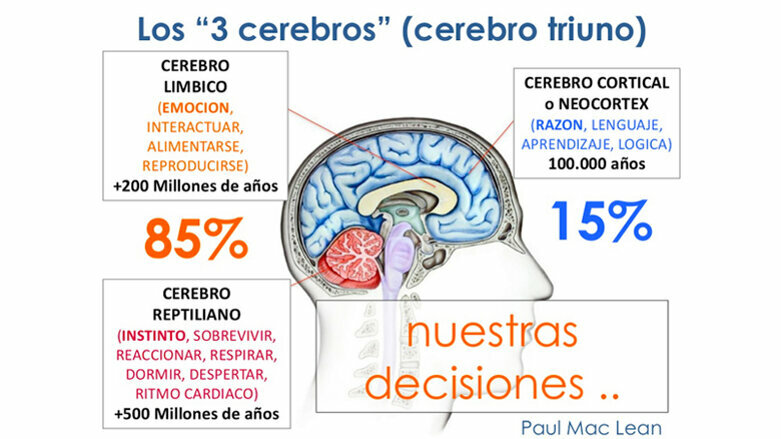 Los “3 cerebros” (cerebro triuno)
CEREBRO
LIMBICO
(EMOCION,
INTERACTUAR,
ALIMENTARSE,
REPRODUCIRSE)
+200 Millones de años
CEREBRO CORTICAL
o NEOCORTEX
(RAZON, LENGUAJE,
APRENDIZAJE, LOGICA)
100.000 años
85%
15%
CEREBRO
REPTILIANO
(INSTINTO, SOBREVIVIR,
REACCIONAR, RESPIRAR,
DORMIR, DESPERTAR,
RITMO CARDIACO)
+500 Millones de años
nuestras
decisiones ..
Paul Mac Lean